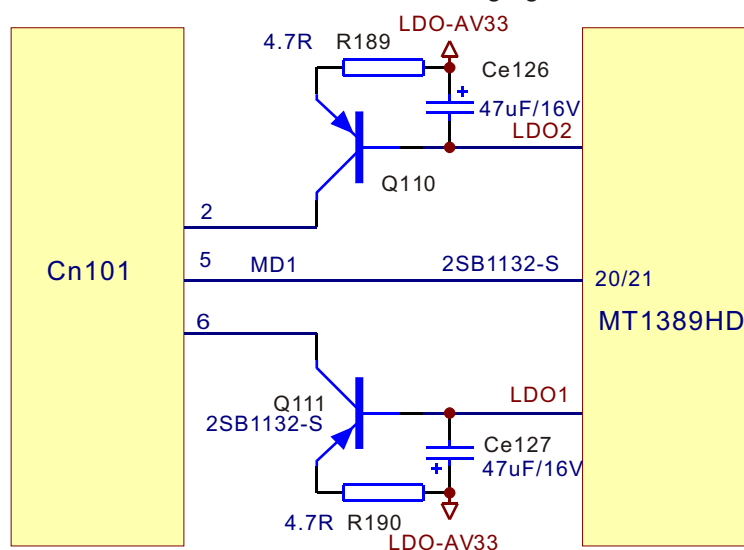 LDO-AV33
4.7R R189
Ce126
47uF/16V
LDO2
Q110
2
Cn101
5 MD1 2SB1132-S 20/21
MT1389HD
6
Q111
2SB1132-S
LDO1
Ce127
47uF/16V
4.7R R190
LDO-AV33